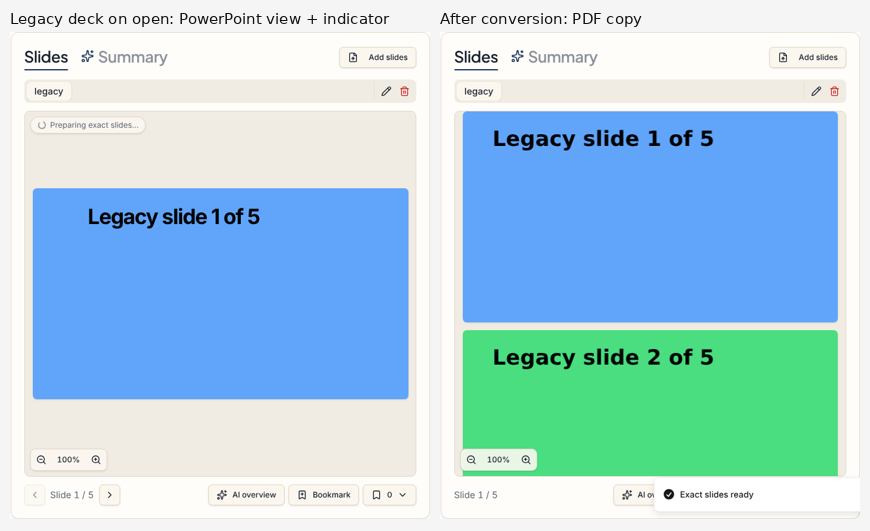 Legacy deck on open: PowerPoint view + indicator
Slides Summary Add slides
legacy
Preparing exact slides...
Legacy slide 1 of 5
100%
Slide 1 / 5 AI overview Bookmark 0
After conversion: PDF copy
Slides Summary Add slides
legacy
Legacy slide 1 of 5
Legacy slide 2 of 5
100%
Slide 1 / 5 AI ov Exact slides ready